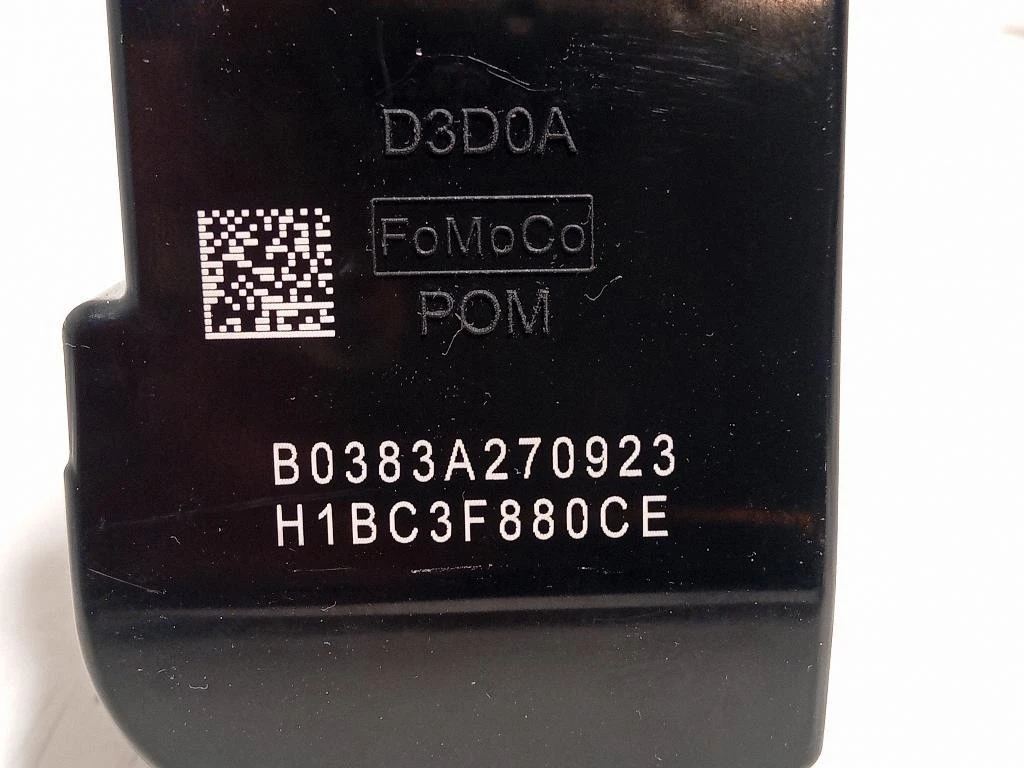 D3D0A
FoMoCo
POM
B0383A270923
H1BC3F880CE